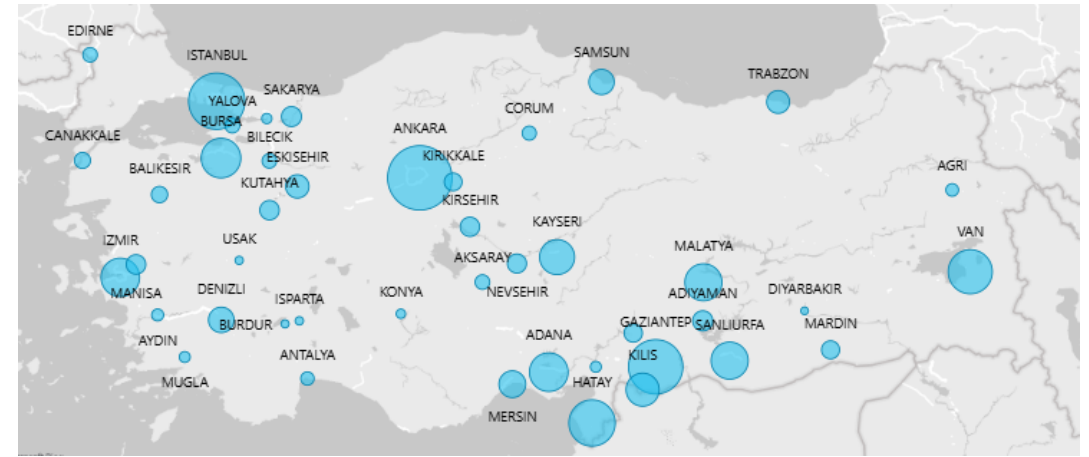 EDIRNE
ISTANBUL
SAMSUN
TRABZON
YALOVA
SAKARYA
CORUM
BURSA
ANKARA
CANAKKALE
BILECIK
BALIKESIR
ESKISEHIR
KIRIKKALE
AGRI
KUTAHYA
KIRSEHIR
KAYSERI
VAN
IZMIR
USAK
MALATYA
AKSARAY
MANISA
DENIZLI
ISPARTA
KONYA
NEVSEHIR
ADIYAMAN
DIYARBAKIR
BURDUR
GAZIANTEP
SANLIURFA
MARDIN
AYDIN
ADANA
ANTALYA
KILIS
MUGLA
HATAY
MERSIN